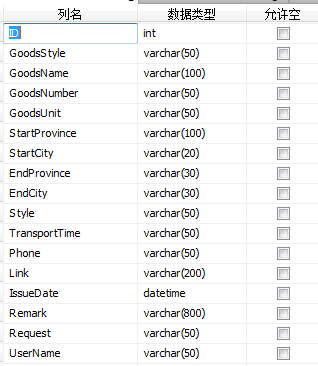 列名 数据类型 允许空
ID int
GoodsStyle varchar(50)
GoodsName varchar(100)
GoodsNumber varchar(50)
GoodsUnit varchar(50)
StartProvince varchar(100)
StartCity varchar(20)
EndProvince varchar(30)
EndCity varchar(30)
Style varchar(50)
TransportTime varchar(50)
Phone varchar(50)
Link varchar(200)
IssueDate datetime
Remark varchar(800)
Request varchar(50)
UserName varchar(50)